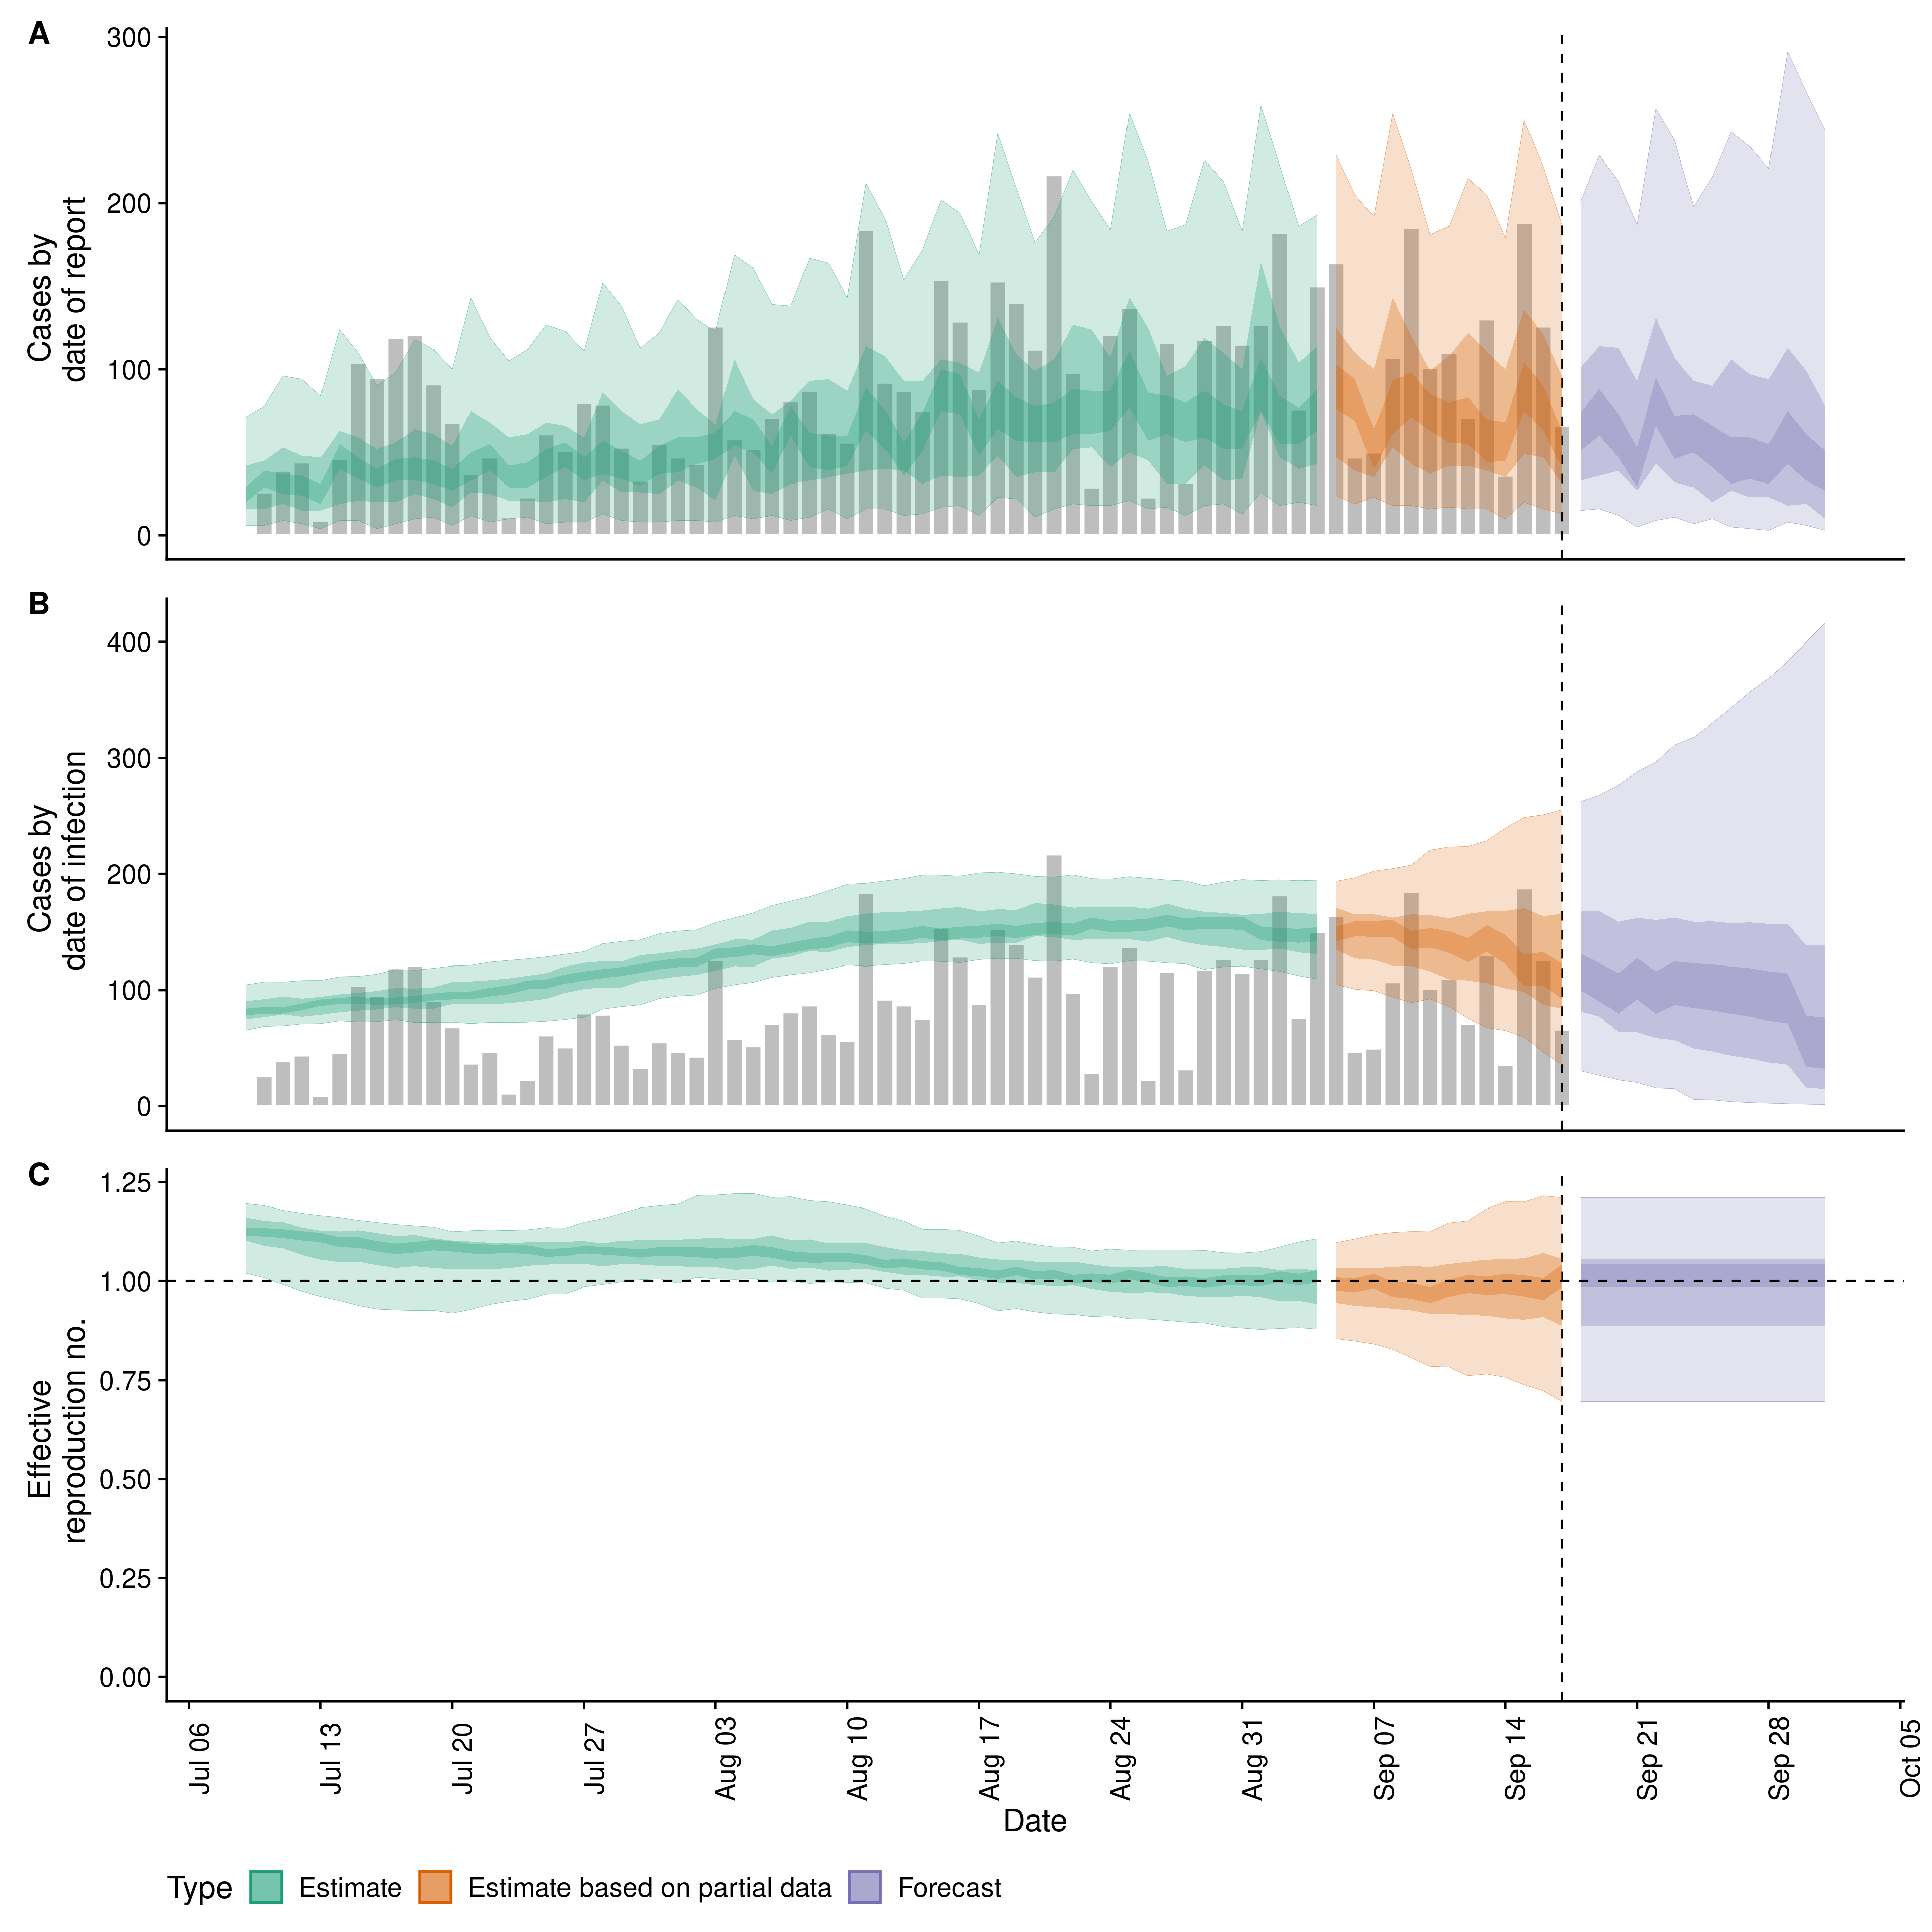 A
300
200
100
0
Cases by
date of report
B
400
300
200
100
0
Cases by
date of infection
C
1.25
1.00
0.75
0.50
0.25
0.00
Effective
reproduction no.
Jul 06
Jul 13
Jul 20
Jul 27
Aug 03
Aug 10
Aug 17
Aug 24
Aug 31
Sep 07
Sep 14
Sep 21
Sep 28
Oct 05
Date
Type Estimate Estimate based on partial data Forecast